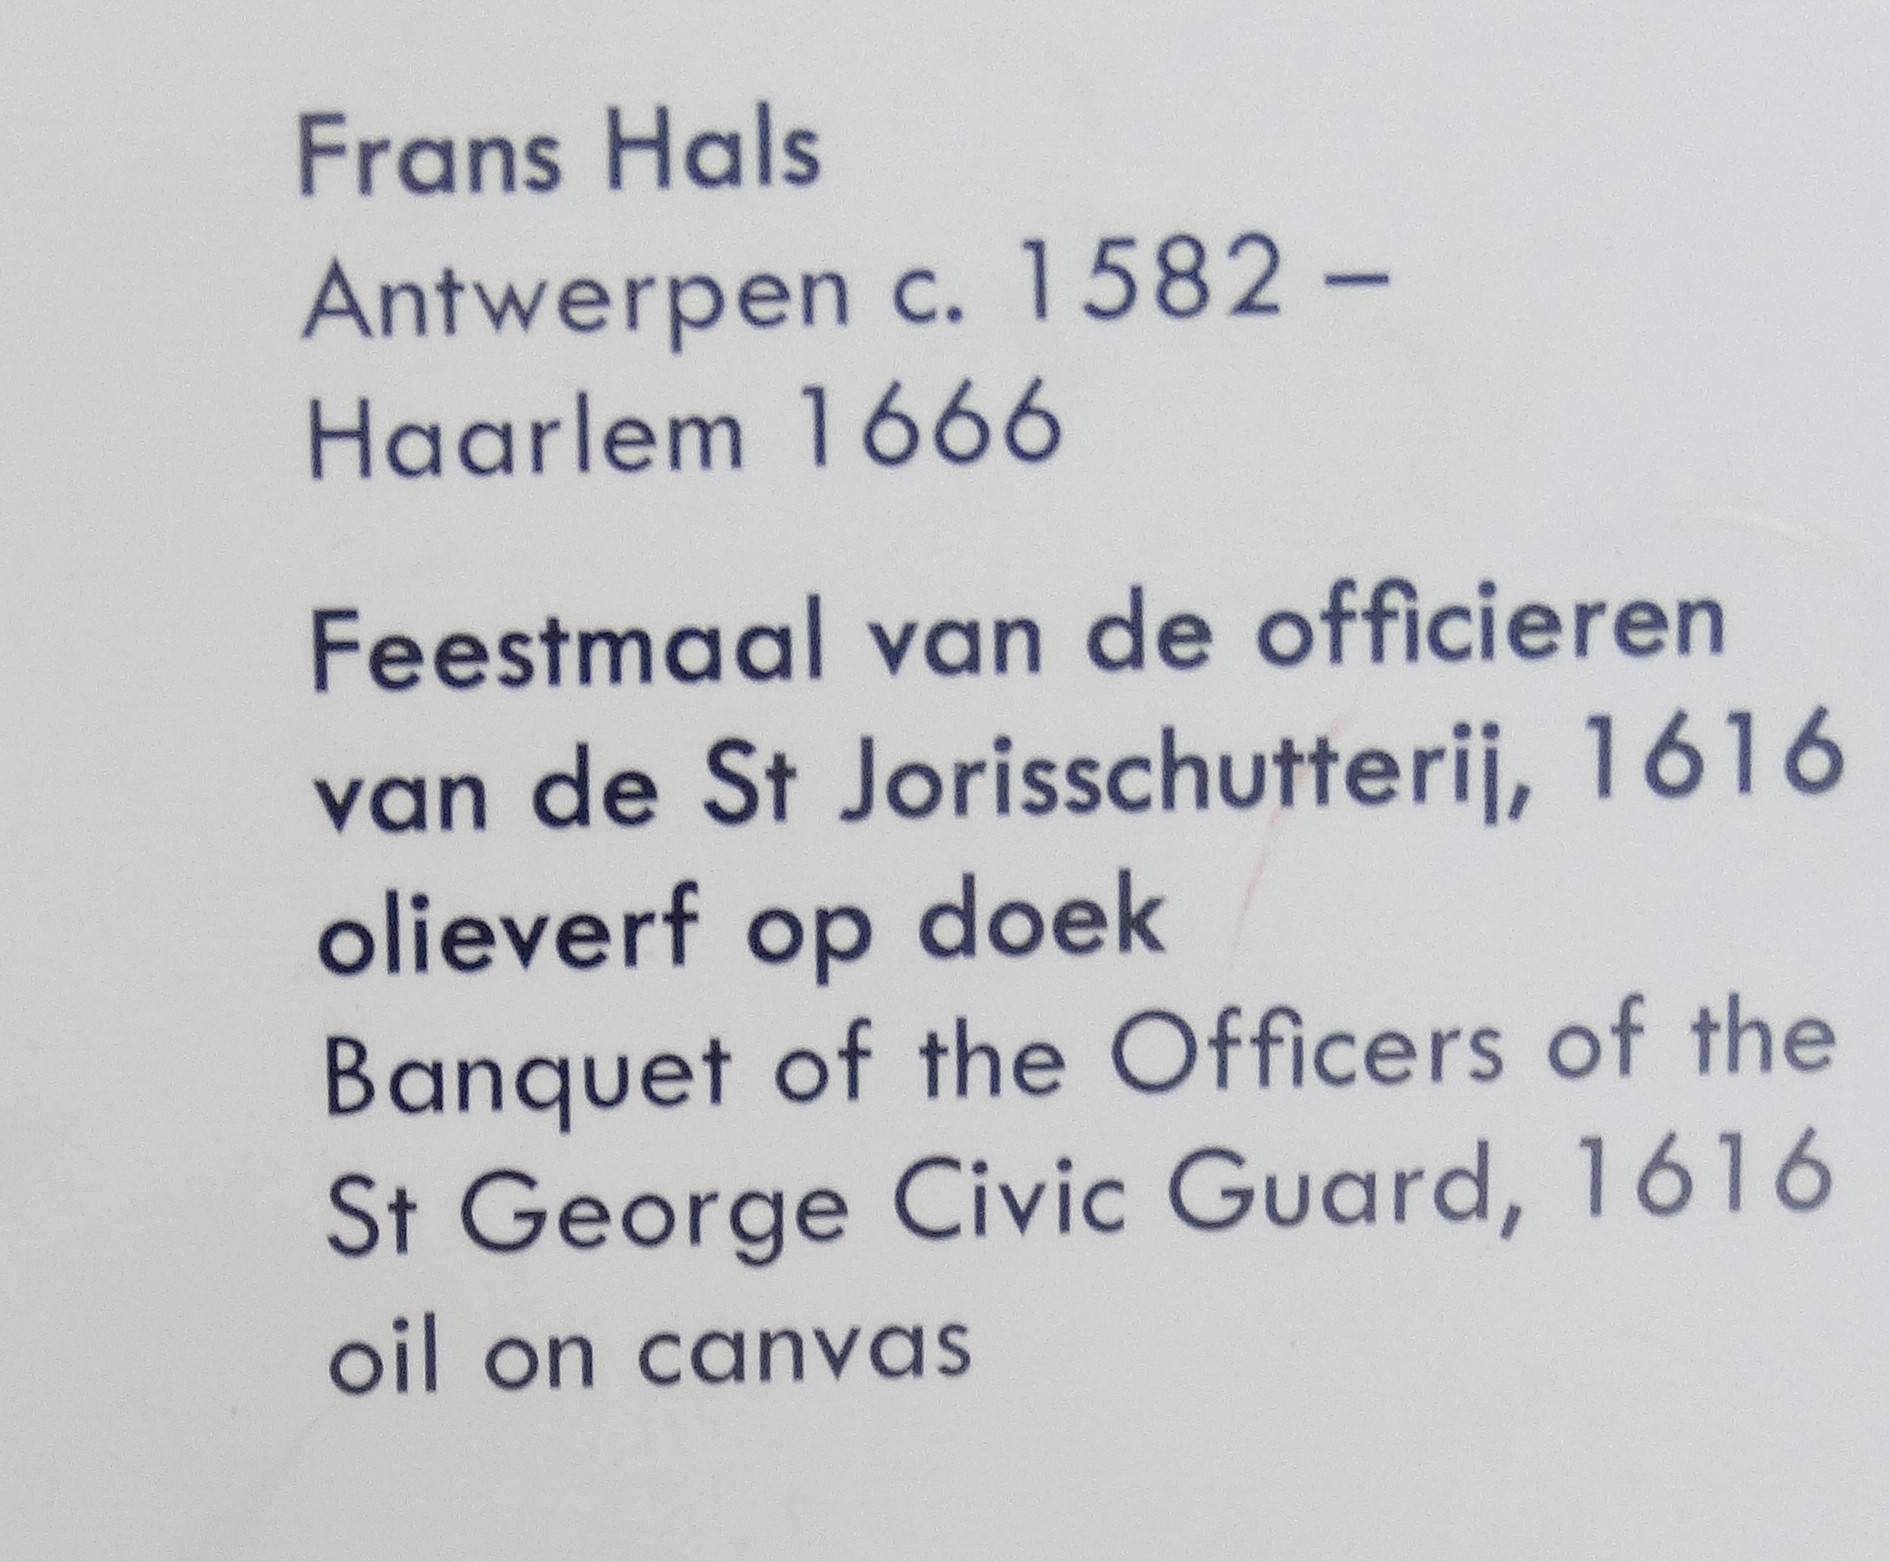 Frans Hals
Antwerpen c. 1582 –
Haarlem 1666
Feestmaal van de officieren
van de St Jorisschutterij, 1616
olieverf op doek
Banquet of the Officers of the
St George Civic Guard, 1616
oil on canvas